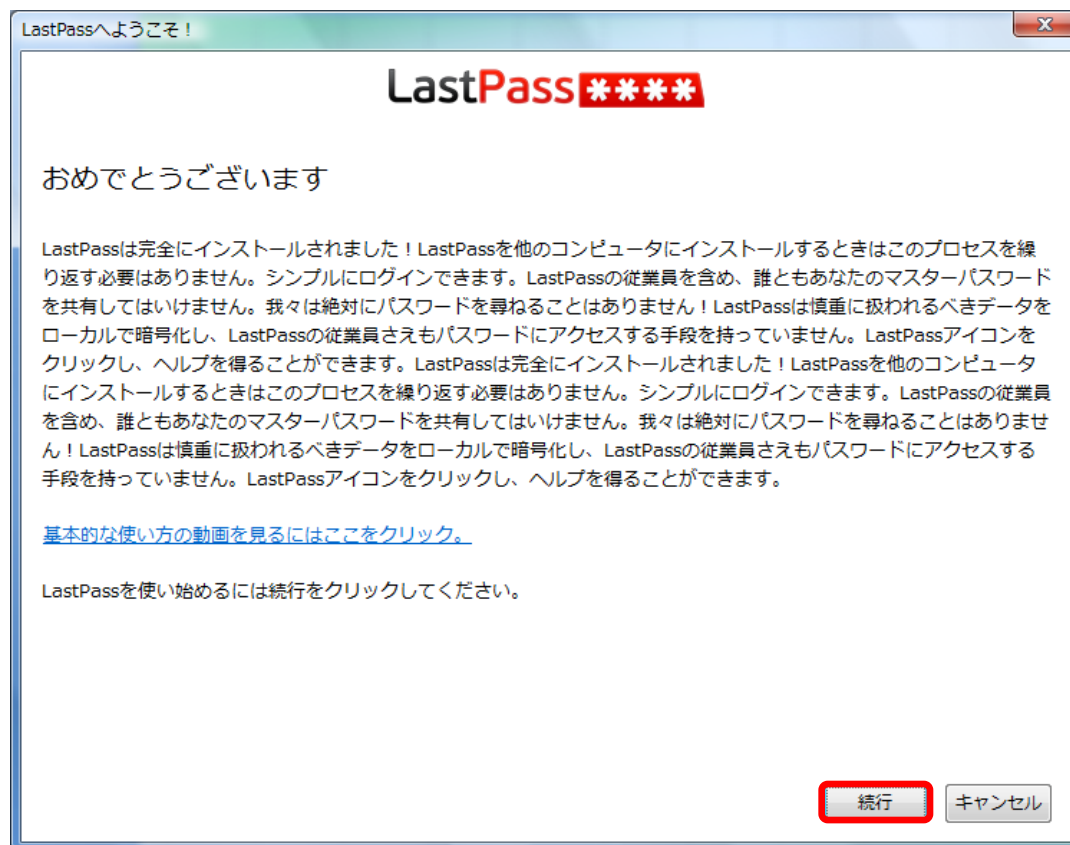 LastPassへようこそ！
LastPass ****
おめでとうございます
LastPassは完全にインストールされました！LastPassを他のコンピュータにインストールするときはこのプロセスを繰
り返す必要はありません。シンプルにログインできます。LastPassの従業員を含め、誰ともあなたのマスターパスワード
を共有してはいけません。我々は絶対にパスワードを尋ねることはありません！LastPassは慎重に扱われるべきデータを
ローカルで暗号化し、LastPassの従業員さえもパスワードにアクセスする手段を持っていません。LastPassアイコンを
クリックし、ヘルプを得ることができます。LastPassは完全にインストールされました！LastPassを他のコンピュータ
にインストールするときはこのプロセスを繰り返す必要はありません。シンプルにログインできます。LastPassの従業員
を含め、誰ともあなたのマスターパスワードを共有してはいけません。我々は絶対にパスワードを尋ねることはありませ
ん！LastPassは慎重に扱われるべきデータをローカルで暗号化し、LastPassの従業員さえもパスワードにアクセスする
手段を持っていません。LastPassアイコンをクリックし、ヘルプを得ることができます。
基本的な使い方の動画を見るにはここをクリック。
LastPassを使い始めるには続行をクリックしてください。
続行 キャンセル